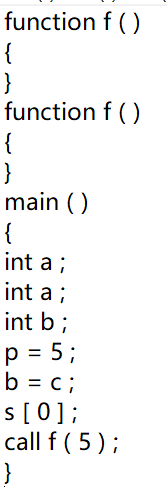 function f ( )
{
}
function f ( )
{
}
main ( )
{
int a ;
int a ;
int b ;
p = 5 ;
b = c ;
s [ 0 ] ;
call f ( 5 ) ;
}